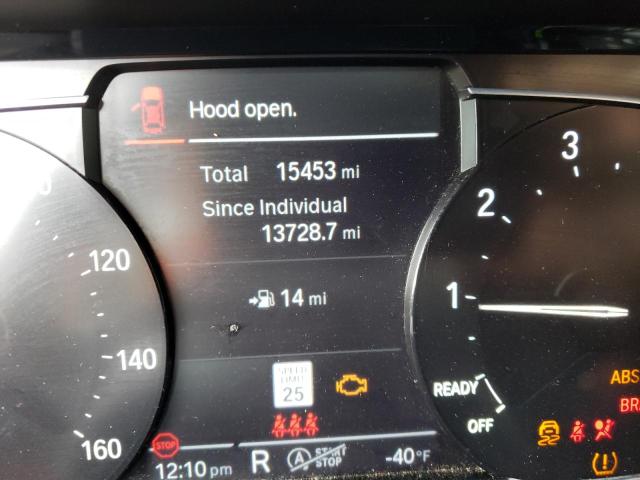 Hood open.
Total 15453 mi
Since Individual
13728.7 mi
14 mi
SPEED LIMIT 25
120
140
160
3
2
1
READY
OFF
ABS
STOP
12:10 pm
R
A START STOP
-40°F